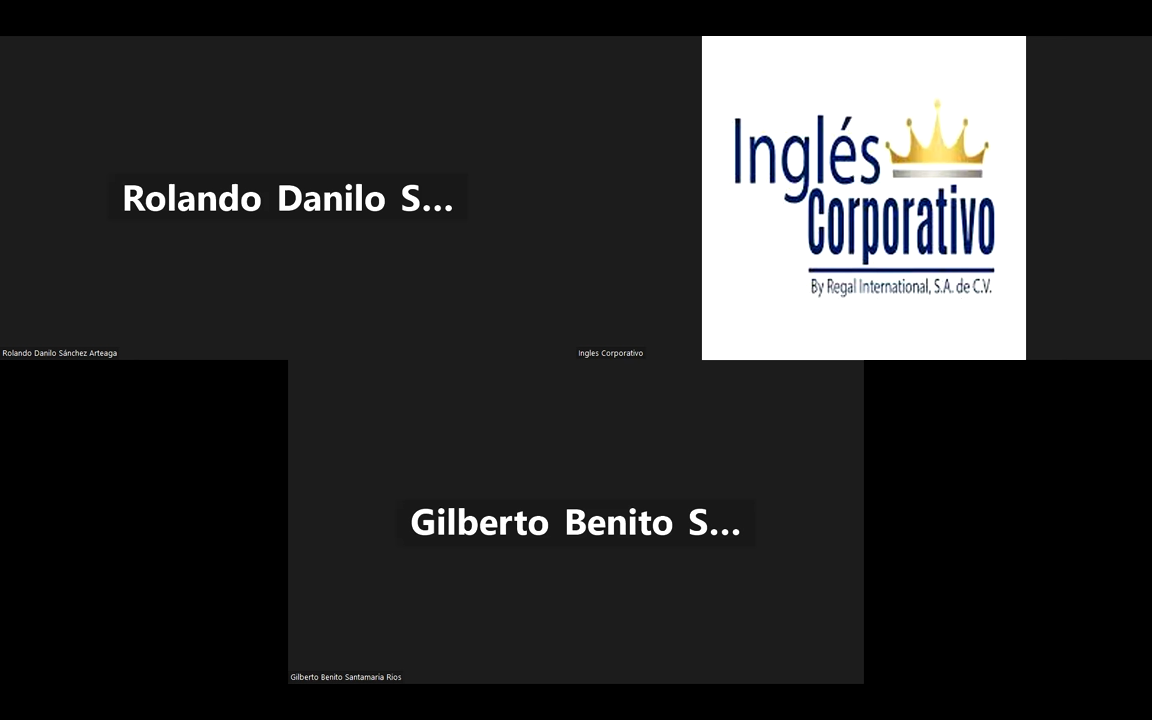 Rolando Danilo S...
Rolando Danilo Sánchez Arteaga
Inglés
Corporativo
By Regal International, S.A. de C.V.
Ingles Corporativo
Gilberto Benito S...
Gilberto Benito Santamaria Rios